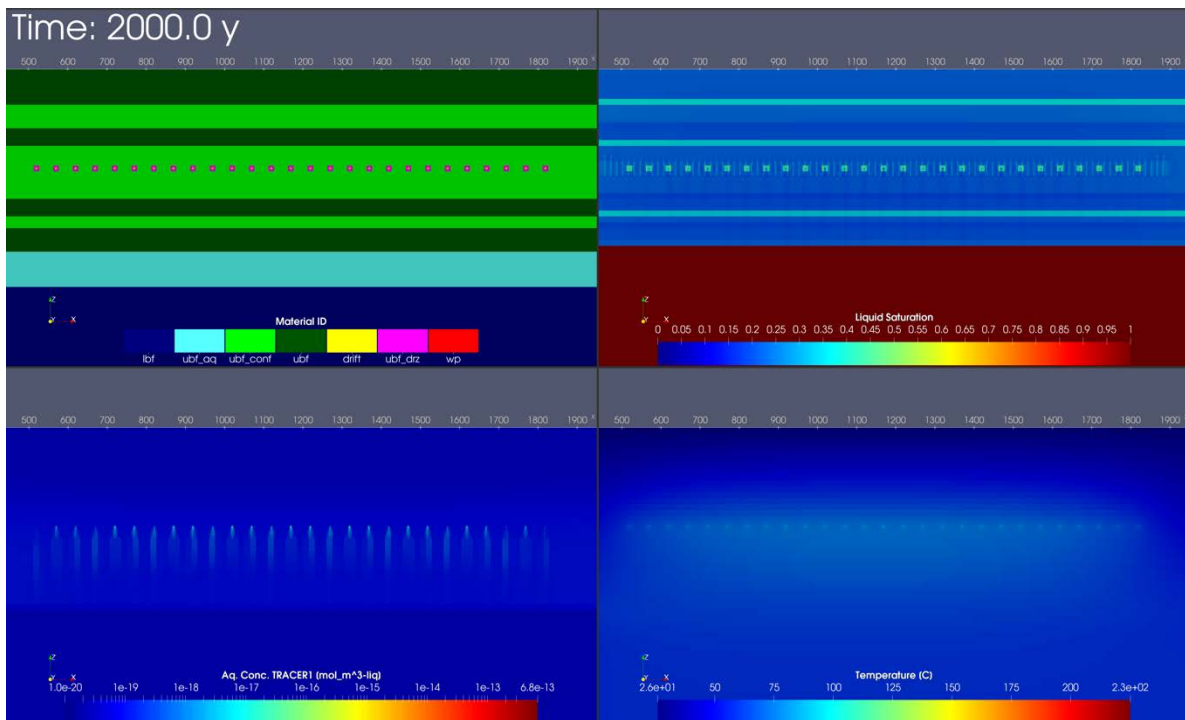 Time: 2000.0 y
500 600 700 800 900 1000 1100 1200 1300 1400 1500 1600 1700 1800 1900 x
500 600 700 800 900 1000 1100 1200 1300 1400 1500 1600 1700 1800 1900
Z
Y X
Material ID
lbf ubf_aq ubf_conf ubf drift ubf_drz wp
Z
Y X
Liquid Saturation
0 0.05 0.1 0.15 0.2 0.25 0.3 0.35 0.4 0.45 0.5 0.55 0.6 0.65 0.7 0.75 0.8 0.85 0.9 0.95 1
500 600 700 800 900 1000 1100 1200 1300 1400 1500 1600 1700 1800 1900 x
500 600 700 800 900 1000 1100 1200 1300 1400 1500 1600 1700 1800 1900
Z
Y X
Aq. Conc. TRACER1 (mol_m^3-liq)
1.0e-20 1e-19 1e-18 1e-17 1e-16 1e-15 1e-14 1e-13 6.8e-13
Z
Y X
Temperature (C)
2.6e+01 50 75 100 125 150 175 200 2.3e+02